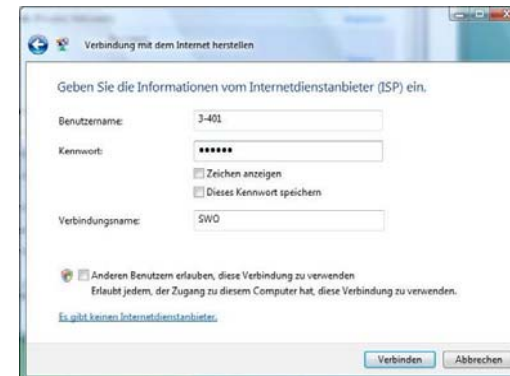 Verbindung mit dem Internet herstellen
Geben Sie die Informationen vom Internetdienstanbieter (ISP) ein.
Benutzername: 3-401
Kennwort: ••••••
Zeichen anzeigen
Dieses Kennwort speichern
Verbindungsname: SWO
Anderen Benutzern erlauben, diese Verbindung zu verwenden
Erlaubt jedem, der Zugang zu diesem Computer hat, diese Verbindung zu verwenden.
Es gibt keinen Internetdienstanbieter.
Verbinden Abbrechen